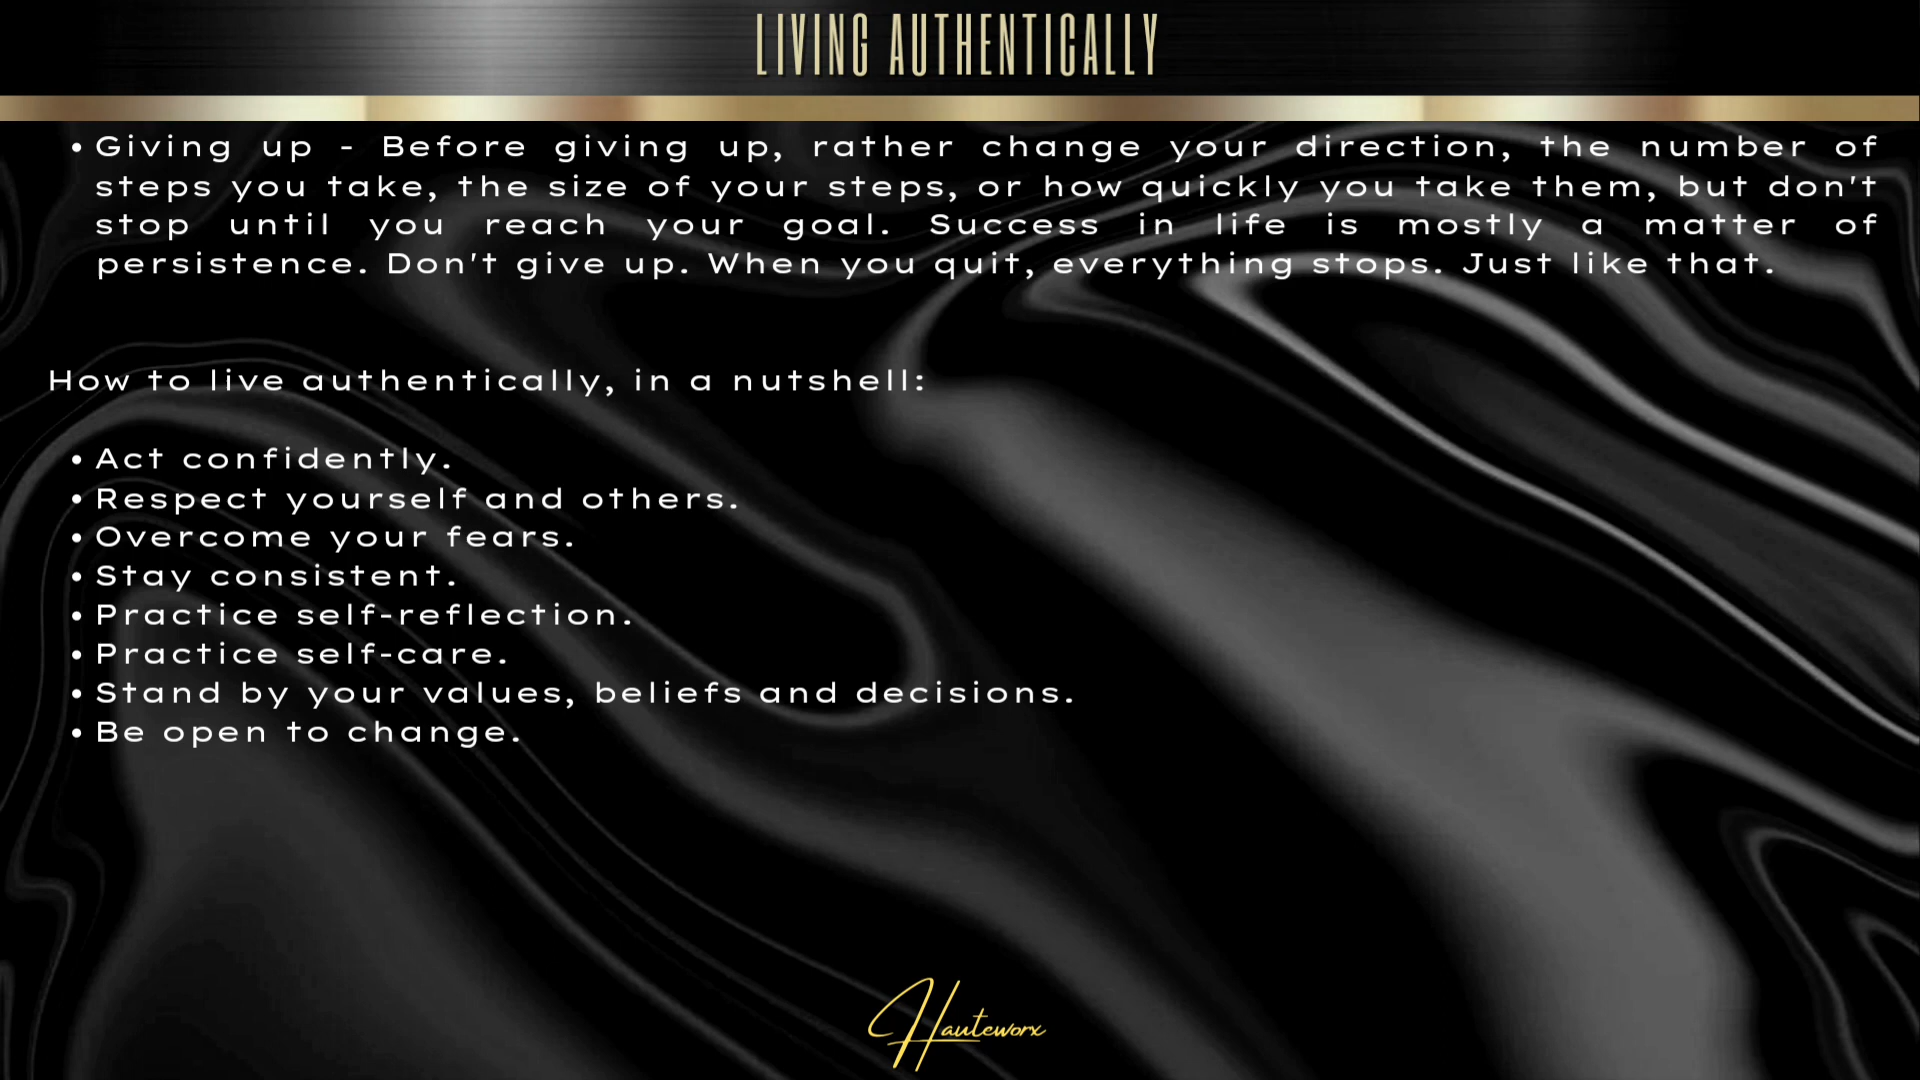 LIVING AUTHENTICALLY
• Giving up - Before giving up, rather change your direction, the number of
steps you take, the size of your steps, or how quickly you take them, but don't
stop until you reach your goal. Success in life is mostly a matter of
persistence. Don't give up. When you quit, everything stops. Just like that.
How to live authentically, in a nutshell:
• Act confidently.
• Respect yourself and others.
• Overcome your fears.
• Stay consistent.
• Practice self-reflection.
• Practice self-care.
• Stand by your values, beliefs and decisions.
• Be open to change.
Hauteworx